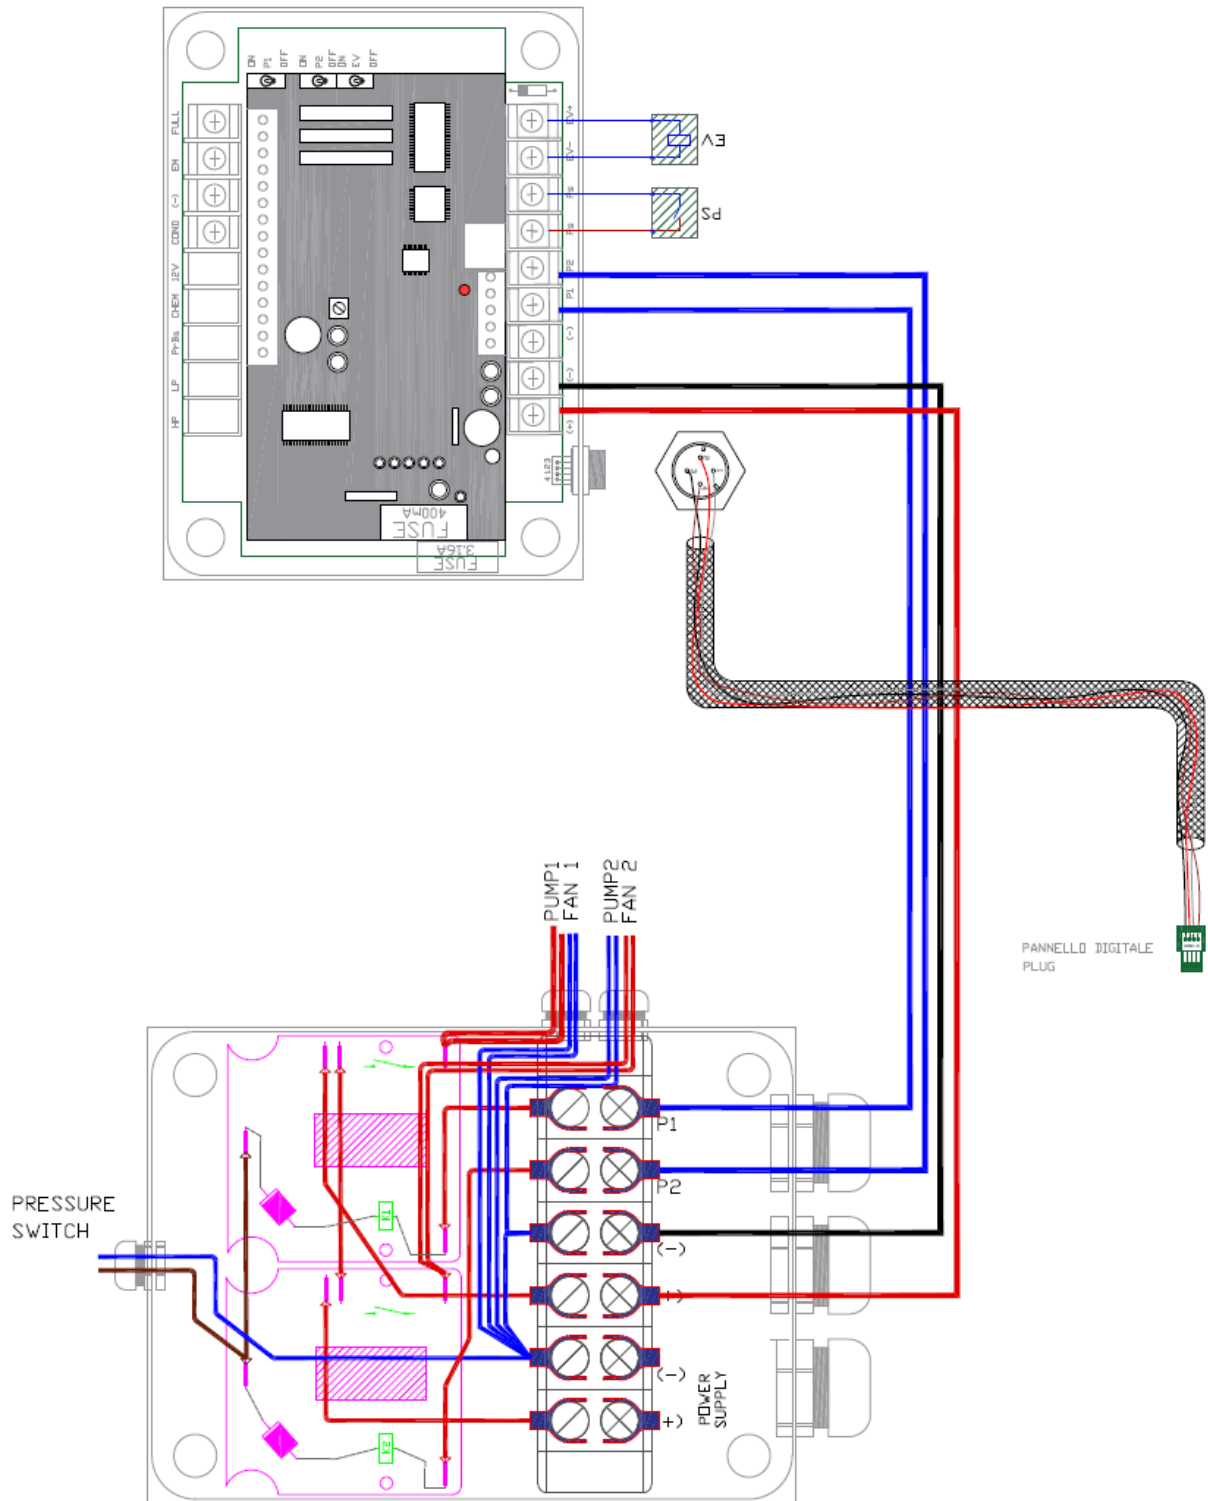 ON
P1
OFF
ON
P2
OFF
ON
EV
OFF
FULL
EM
(-)
COND
12V
CHEM
PrBs
LP
HP
EV+
EV-
Ps
Ps
P2
P1
(-)
(-)
(+)
EV
PS
4123
400mA
FUSE
3.16A
FUSE
PANNELLO DIGITALE
PLUG
PUMP1
FAN 1
PUMP2
FAN 2
PRESSURE
SWITCH
K1
K2
P1
P2
(-)
+)
(-)
+)
POWER
SUPPLY